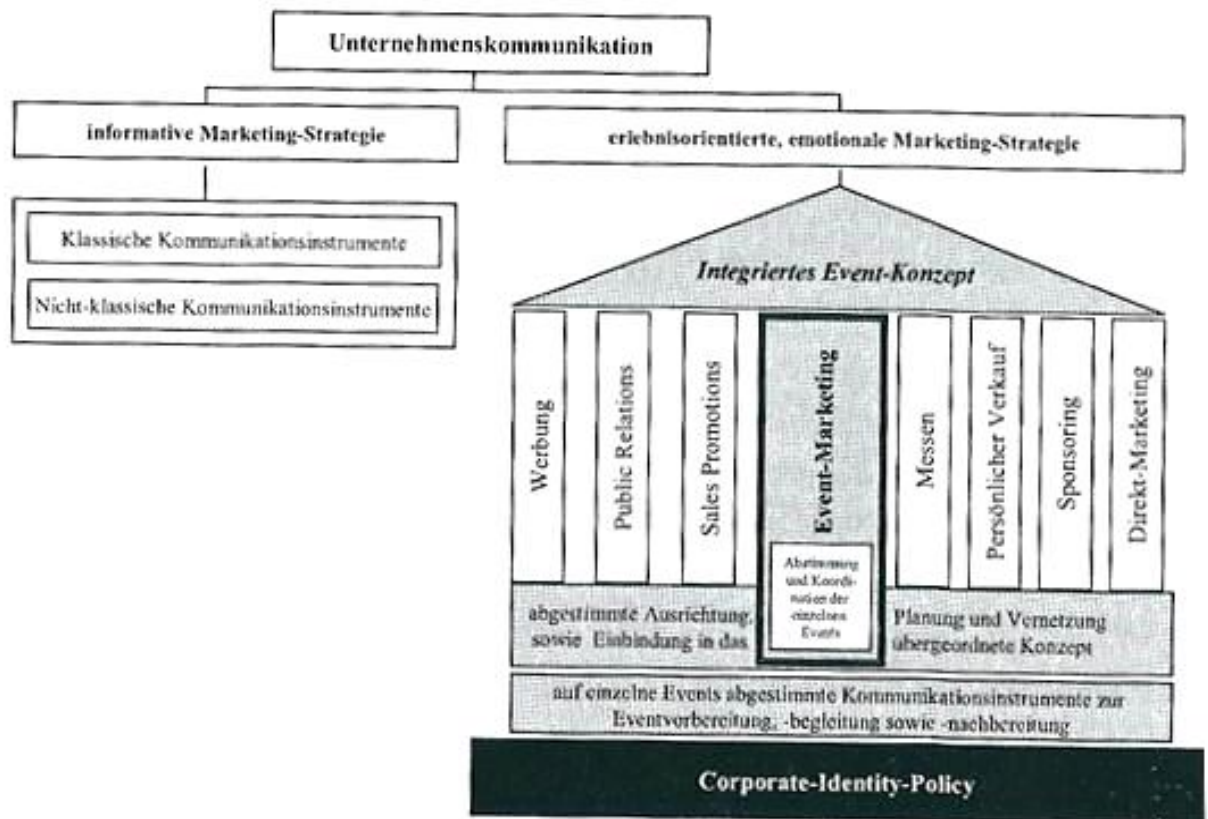 Unternehmenskommunikation
informative Marketing-Strategie
erlebnisorientierte, emotionale Marketing-Strategie
Klassische Kommunikationsinstrumente
Nicht-klassische Kommunikationsinstrumente
Integriertes Event-Konzept
Werbung
Public Relations
Sales Promotions
Event-Marketing
Messen
Persönlicher Verkauf
Sponsoring
Direkt-Marketing
Abstimmung
und Koordi-
nation der
einzelnen
Events
abgestimmte Ausrichtung, Planung und Vernetzung
sowie Einbindung in das übergeordnete Konzept
auf einzelne Events abgestimmte Kommunikationsinstrumente zur
Eventvorbereitung, -begleitung sowie -nachbereitung
Corporate-Identity-Policy